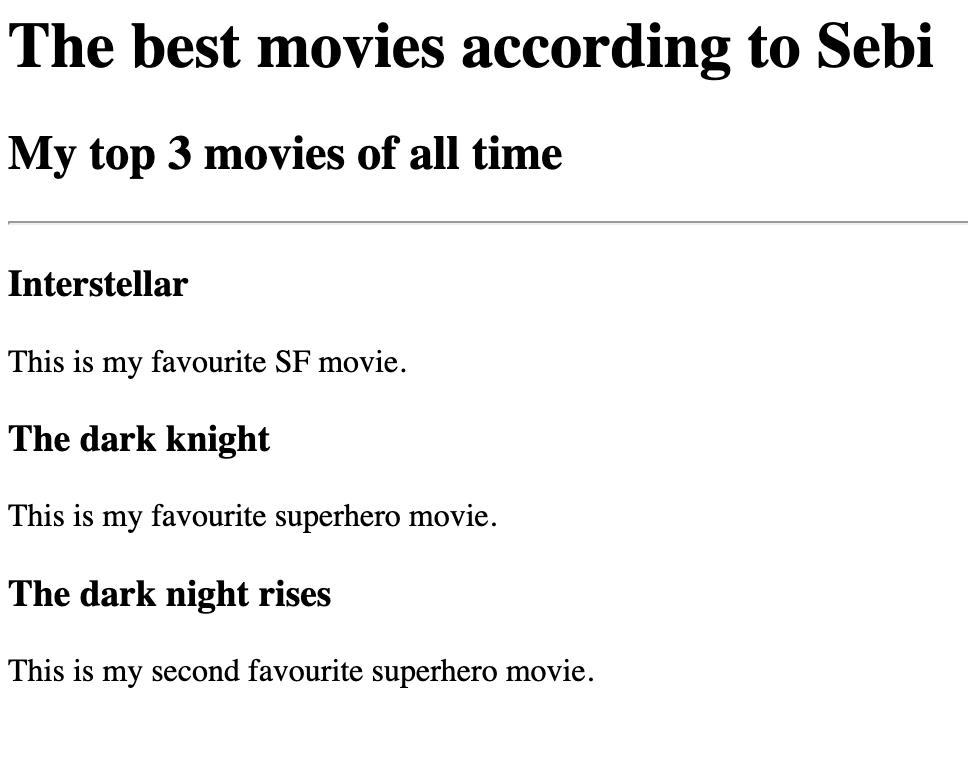 The best movies according to Sebi
My top 3 movies of all time
Interstellar
This is my favourite SF movie.
The dark knight
This is my favourite superhero movie.
The dark night rises
This is my second favourite superhero movie.